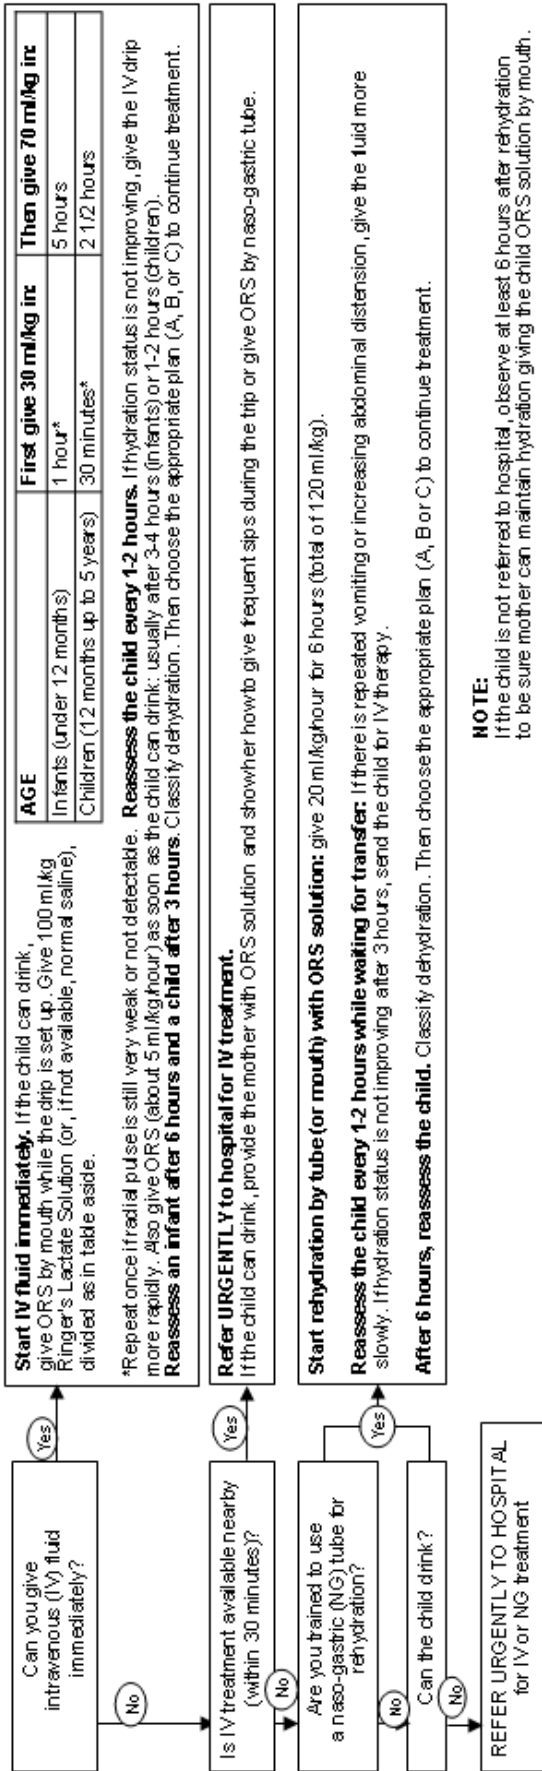 Can you give
intravenous (IV) fluid
immediately?
Yes
Start IV fluid immediately. If the child can drink,
give ORS by mouth while the drip is set up. Give 100 ml/kg
Ringer's Lactate Solution (or, if not available, normal saline),
divided as in table aside.
AGE First give 30 ml/kg in: Then give 70 ml/kg in:
Infants (under 12 months) 1 hour* 5 hours
Children (12 months up to 5 years) 30 minutes* 2 1/2 hours
*Repeat once if radial pulse is still very weak or not detectable. Reassess the child every 1-2 hours. If hydration status is not improving, give the IV drip
more rapidly. Also give ORS (about 5 ml/kg/hour) as soon as the child can drink: usually after 3-4 hours (infants) or 1-2 hours (children).
Reassess an infant after 6 hours and a child after 3 hours. Classify dehydration. Then choose the appropriate plan (A, B, or C) to continue treatment.
No
Is IV treatment available nearby
(within 30 minutes)?
Yes
Refer URGENTLY to hospital for IV treatment.
If the child can drink, provide the mother with ORS solution and show her how to give frequent sips during the trip or give ORS by naso-gastric tube.
No
Are you trained to use
a naso-gastric (NG) tube for
rehydration?
Yes
Start rehydration by tube (or mouth) with ORS solution: give 20 ml/kg/hour for 6 hours (total of 120 ml/kg).
Reassess the child every 1-2 hours while waiting for transfer: If there is repeated vomiting or increasing abdominal distension, give the fluid more
slowly. If hydration status is not improving after 3 hours, send the child for IV therapy.
After 6 hours, reassess the child. Classify dehydration. Then choose the appropriate plan (A, B or C) to continue treatment.
No
Can the child drink?
No
REFER URGENTLY TO HOSPITAL
for IV or NG treatment
NOTE:
If the child is not referred to hospital, observe at least 6 hours after rehydration
to be sure mother can maintain hydration giving the child ORS solution by mouth.